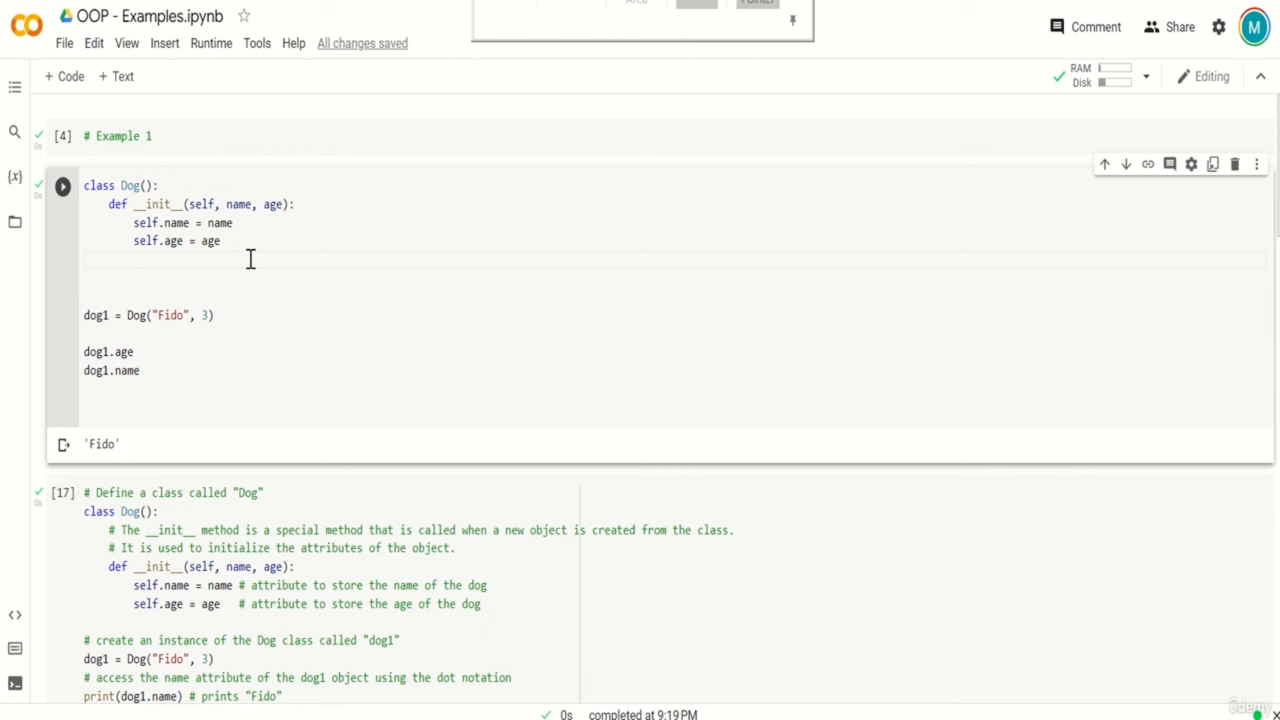 OOP - Examples.ipynb
Comment
Share
M
File Edit View Insert Runtime Tools Help All changes saved
+ Code + Text
RAM
Disk
Editing
[4] # Example 1
0s
class Dog():
0s
def __init__(self, name, age):
self.name = name
self.age = age
dog1 = Dog("Fido", 3)
dog1.age
dog1.name
'Fido'
[17] # Define a class called "Dog"
0s
class Dog():
# The __init__ method is a special method that is called when a new object is created from the class.
# It is used to initialize the attributes of the object.
def __init__(self, name, age):
self.name = name # attribute to store the name of the dog
self.age = age # attribute to store the age of the dog
# create an instance of the Dog class called "dog1"
dog1 = Dog("Fido", 3)
# access the name attribute of the dog1 object using the dot notation
print(dog1.name) # prints "Fido"
0s completed at 9:19 PM
udemy